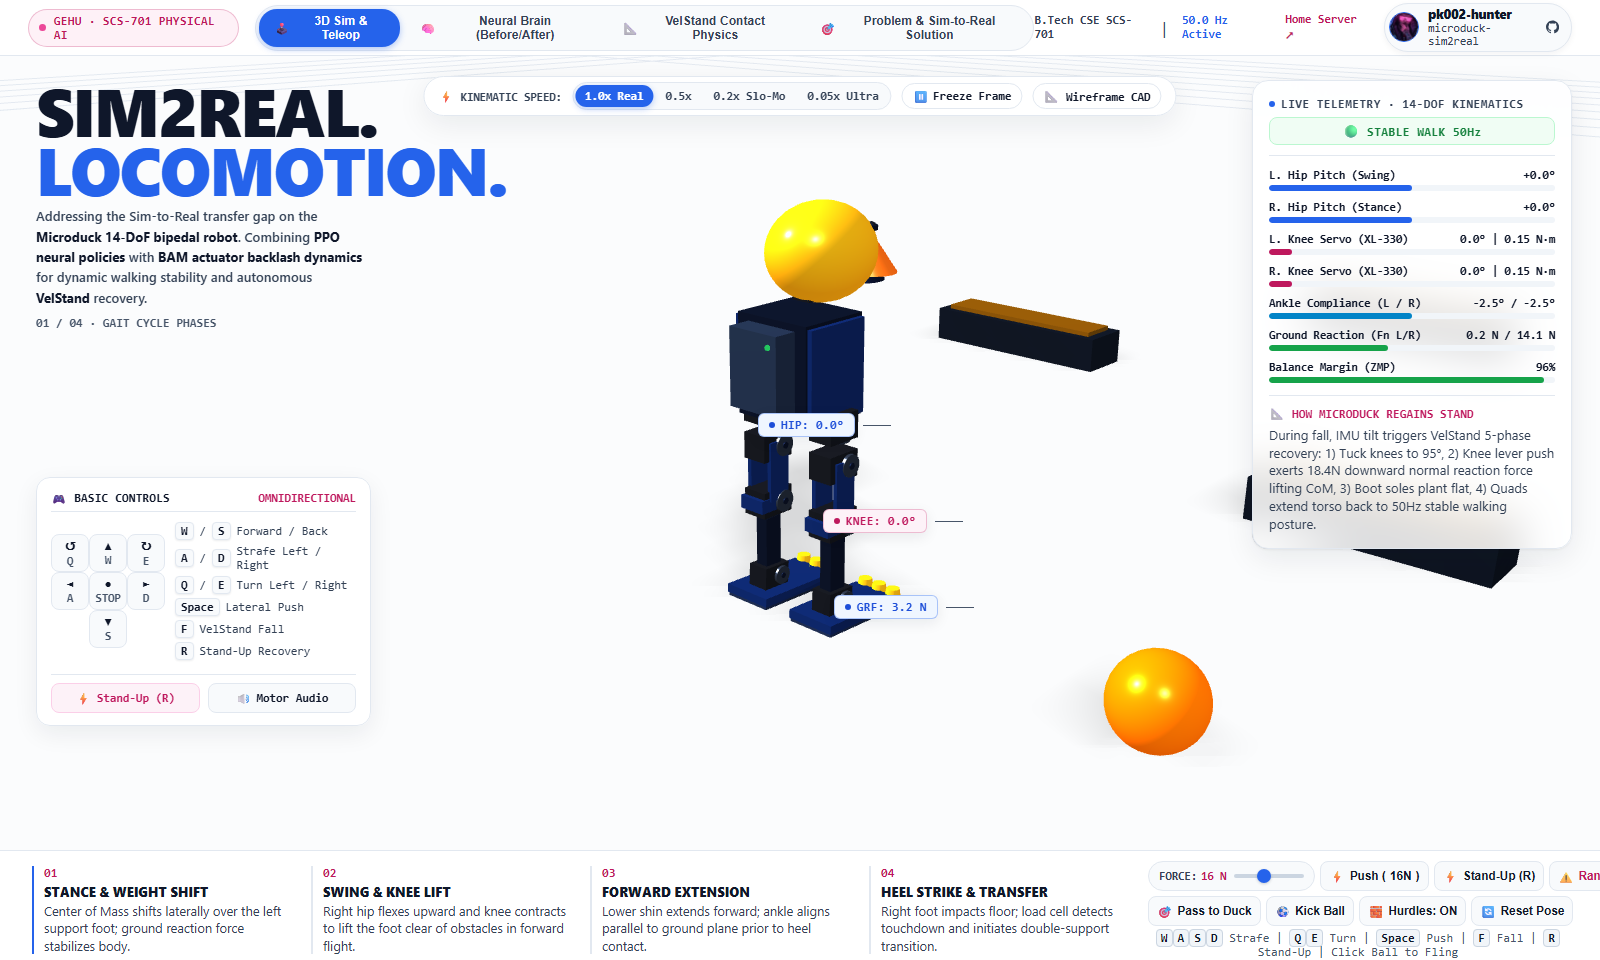 GEHU · SCS-701 PHYSICAL
AI
3D Sim &
Teleop
Neural Brain
(Before/After)
VelStand Contact
Physics
Problem & Sim-to-Real
Solution
B.Tech CSE SCS-
701
|
50.0 Hz
Active
Home Server
↗
pk002-hunter
microduck-
sim2real
KINEMATIC SPEED:
1.0x Real
0.5x
0.2x Slo-Mo
0.05x Ultra
Freeze Frame
Wireframe CAD
SIM2REAL.
LOCOMOTION.
Addressing the Sim-to-Real transfer gap on the
Microduck 14-DoF bipedal robot. Combining PPO
neural policies with BAM actuator backlash dynamics
for dynamic walking stability and autonomous
VelStand recovery.
01 / 04 · GAIT CYCLE PHASES
LIVE TELEMETRY · 14-DOF KINEMATICS
STABLE WALK 50Hz
L. Hip Pitch (Swing) +0.0°
R. Hip Pitch (Stance) +0.0°
L. Knee Servo (XL-330) 0.0° | 0.15 N·m
R. Knee Servo (XL-330) 0.0° | 0.15 N·m
Ankle Compliance (L / R) -2.5° / -2.5°
Ground Reaction (Fn L/R) 0.2 N / 14.1 N
Balance Margin (ZMP) 96%
HOW MICRODUCK REGAINS STAND
During fall, IMU tilt triggers VelStand 5-phase
recovery: 1) Tuck knees to 95°, 2) Knee lever push
exerts 18.4N downward normal reaction force
lifting CoM, 3) Boot soles plant flat, 4) Quads
extend torso back to 50Hz stable walking
posture.
HIP: 0.0°
KNEE: 0.0°
GRF: 3.2 N
BASIC CONTROLS OMNIDIRECTIONAL
↺ ▲ ↻
Q W E
◄ ● ►
A STOP D
▼
S
W / S Forward / Back
A / D Strafe Left /
Right
Q / E Turn Left / Right
Space Lateral Push
F VelStand Fall
R Stand-Up Recovery
Stand-Up (R)
Motor Audio
01
STANCE & WEIGHT SHIFT
Center of Mass shifts laterally over the left
support foot; ground reaction force
stabilizes body.
02
SWING & KNEE LIFT
Right hip flexes upward and knee contracts
to lift the foot clear of obstacles in forward
flight.
03
FORWARD EXTENSION
Lower shin extends forward; ankle aligns
parallel to ground plane prior to heel
contact.
04
HEEL STRIKE & TRANSFER
Right foot impacts floor; load cell detects
touchdown and initiates double-support
transition.
FORCE: 16 N
Push ( 16N )
Stand-Up (R)
Ran
Pass to Duck
Kick Ball
Hurdles: ON
Reset Pose
W A S D Strafe | Q E Turn | Space Push | F Fall | R
Stand-Up | Click Ball to Fling